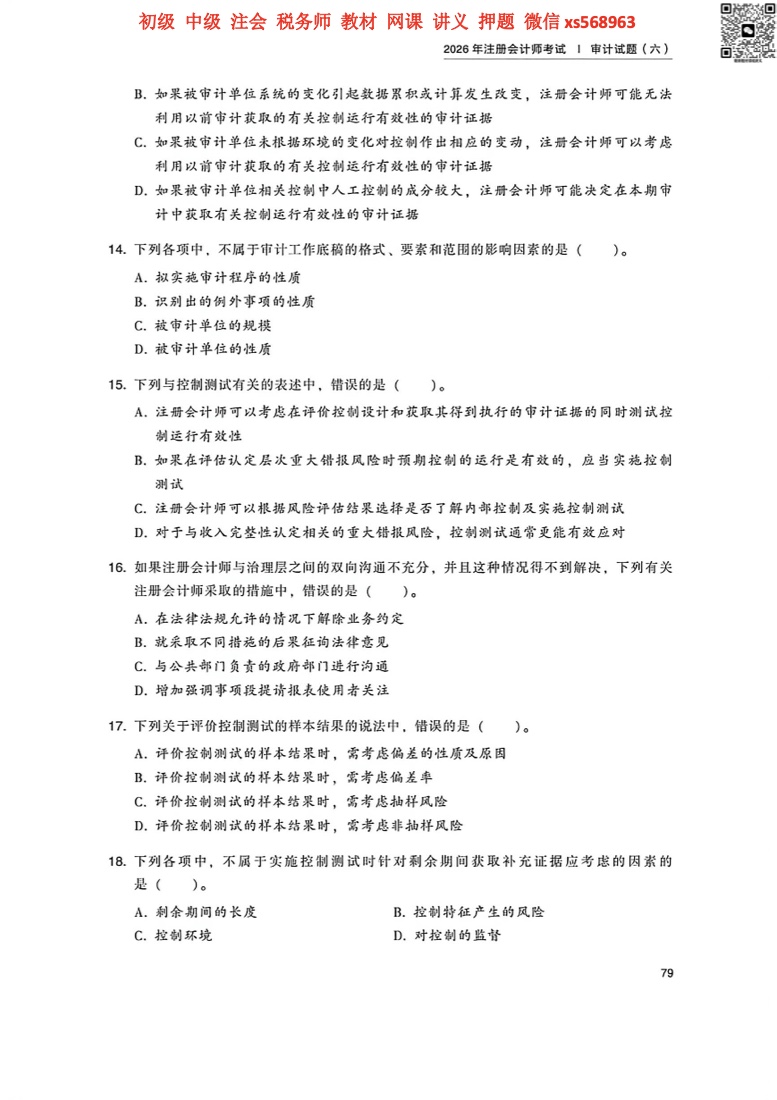 初级 中级 注会 税务师 教材 网课 讲义 押题 微信 xs568963
2026 年注册会计师考试 | 审计试题（六）
B. 如果被审计单位系统的变化引起数据累积或计算发生改变，注册会计师可能无法
利用以前审计获取的有关控制运行有效性的审计证据
C. 如果被审计单位未根据环境的变化对控制作出相应的变动，注册会计师可以考虑
利用以前审计获取的有关控制运行有效性的审计证据
D. 如果被审计单位相关控制中人工控制的成分较大，注册会计师可能决定在本期审
计中获取有关控制运行有效性的审计证据
14. 下列各项中，不属于审计工作底稿的格式、要素和范围的影响因素的是（　　）。
A. 拟实施审计程序的性质
B. 识别出的例外事项的性质
C. 被审计单位的规模
D. 被审计单位的性质
15. 下列与控制测试有关的表述中，错误的是（　　）。
A. 注册会计师可以考虑在评价控制设计和获取其得到执行的审计证据的同时测试控
制运行有效性
B. 如果在评估认定层次重大错报风险时预期控制的运行是有效的，应当实施控制
测试
C. 注册会计师可以根据风险评估结果选择是否了解内部控制及实施控制测试
D. 对于与收入完整性认定相关的重大错报风险，控制测试通常更能有效应对
16. 如果注册会计师与治理层之间的双向沟通不充分，并且这种情况得不到解决，下列有关
注册会计师采取的措施中，错误的是（　　）。
A. 在法律法规允许的情况下解除业务约定
B. 就采取不同措施的后果征询法律意见
C. 与公共部门负责的政府部门进行沟通
D. 增加强调事项段提请报表使用者关注
17. 下列关于评价控制测试的样本结果的说法中，错误的是（　　）。
A. 评价控制测试的样本结果时，需考虑偏差的性质及原因
B. 评价控制测试的样本结果时，需考虑偏差率
C. 评价控制测试的样本结果时，需考虑抽样风险
D. 评价控制测试的样本结果时，需考虑非抽样风险
18. 下列各项中，不属于实施控制测试时针对剩余期间获取补充证据应考虑的因素的
是（　　）。
A. 剩余期间的长度　　B. 控制特征产生的风险
C. 控制环境　　D. 对控制的监督
79